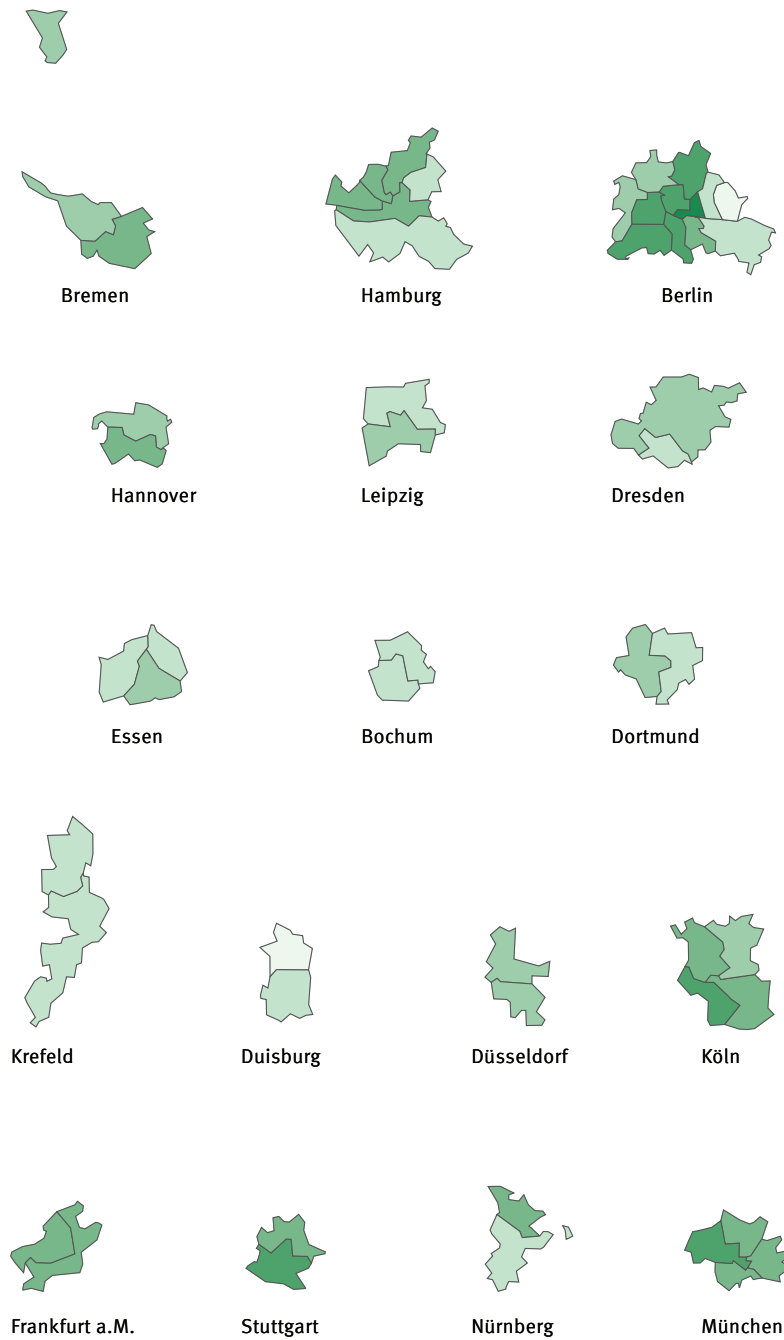 Bremen
Hamburg
Berlin
Hannover
Leipzig
Dresden
Essen
Bochum
Dortmund
Krefeld
Duisburg
Düsseldorf
Köln
Frankfurt a.M.
Stuttgart
Nürnberg
München